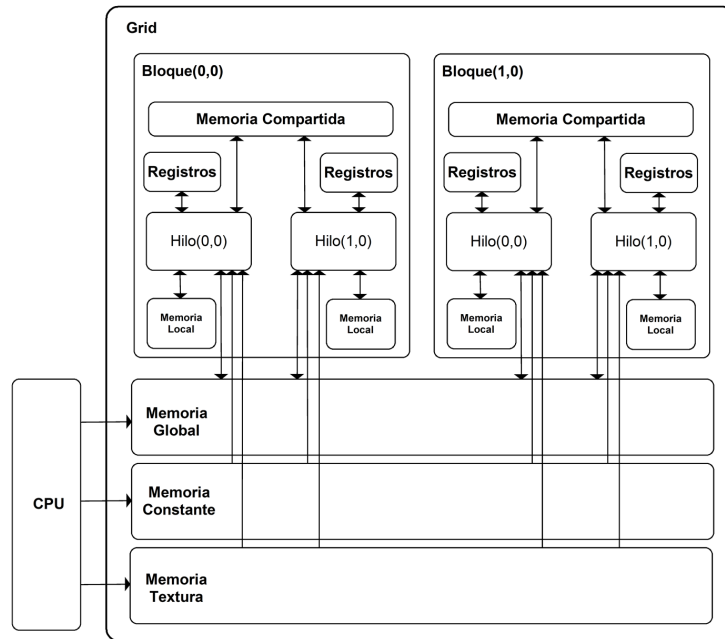 Grid
Bloque(0,0)
Bloque(1,0)
Memoria Compartida
Memoria Compartida
Registros
Registros
Registros
Registros
Hilo(0,0)
Hilo(1,0)
Hilo(0,0)
Hilo(1,0)
Memoria
Local
Memoria
Local
Memoria
Local
Memoria
Local
CPU
Memoria
Global
Memoria
Constante
Memoria
Textura